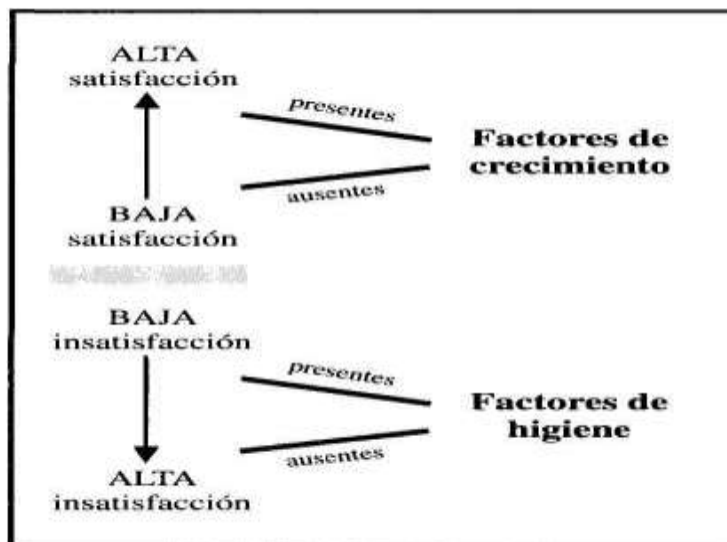 ALTA
satisfacción
presentes
Factores de
crecimiento
ausentes
BAJA
satisfacción
BAJA
insatisfacción
presentes
Factores de
higiene
ausentes
ALTA
insatisfacción